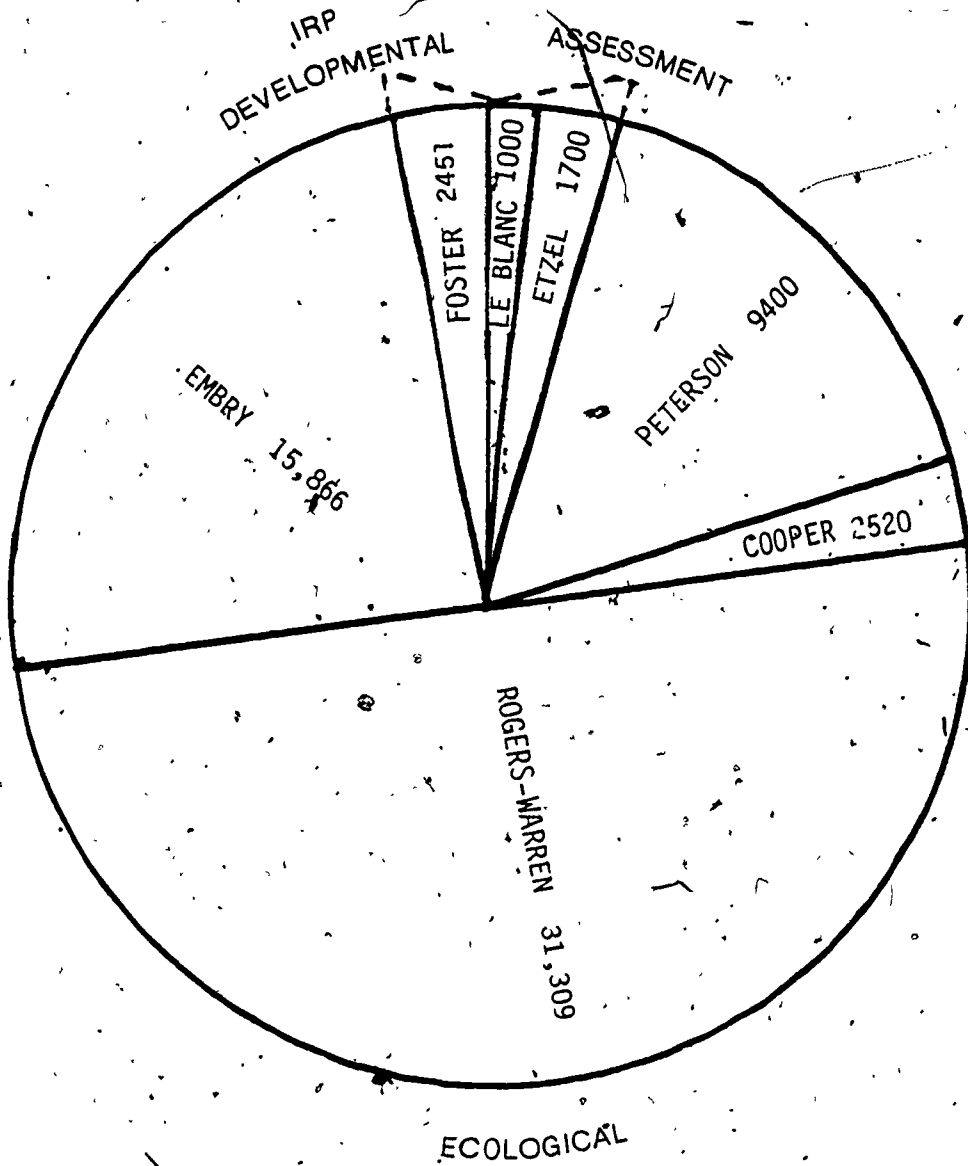 IRP
DEVELOPMENTAL
ASSESSMENT
FOSTER 2451
LE BLANC 1000
ETZEL 1700
PETERSON 9400
COOPER 2520
EMBRY 15,866
ROGERS-WARREN 31,309
ECOLOGICAL